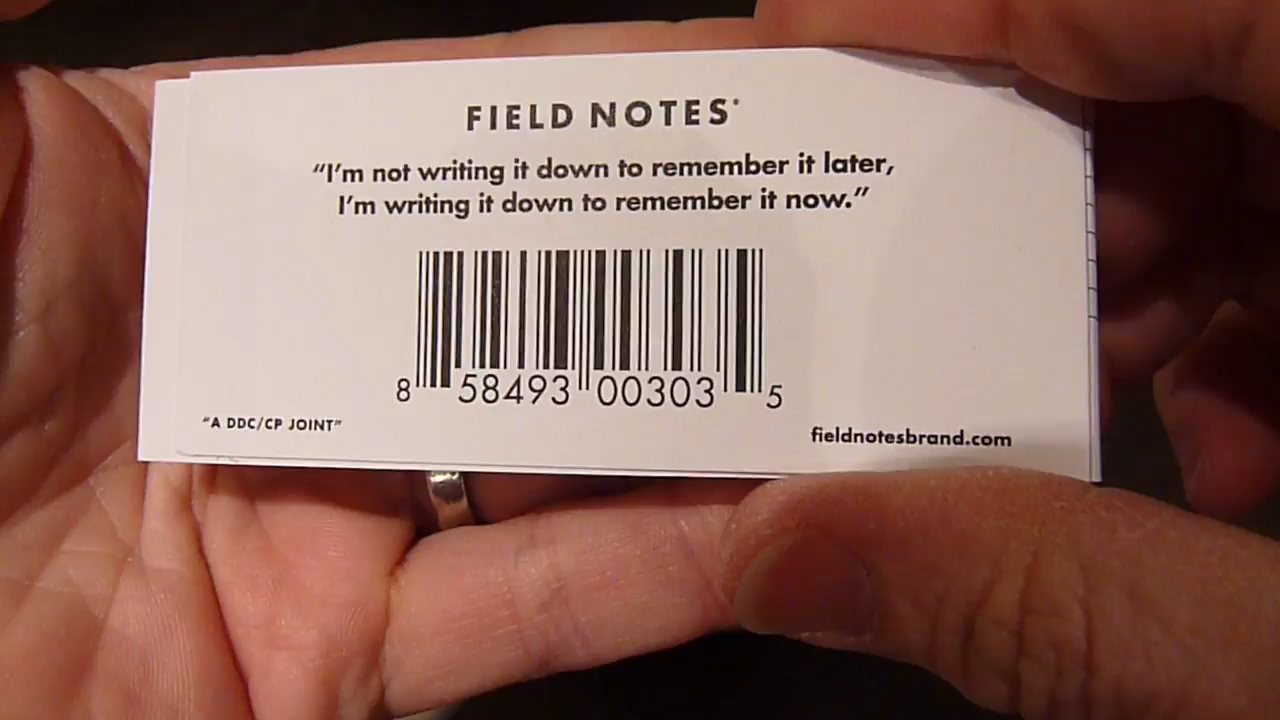 FIELD NOTES®
“I’m not writing it down to remember it later,
I’m writing it down to remember it now.”
8 58493 00303 5
“A DDC/CP JOINT”
fieldnotesbrand.com